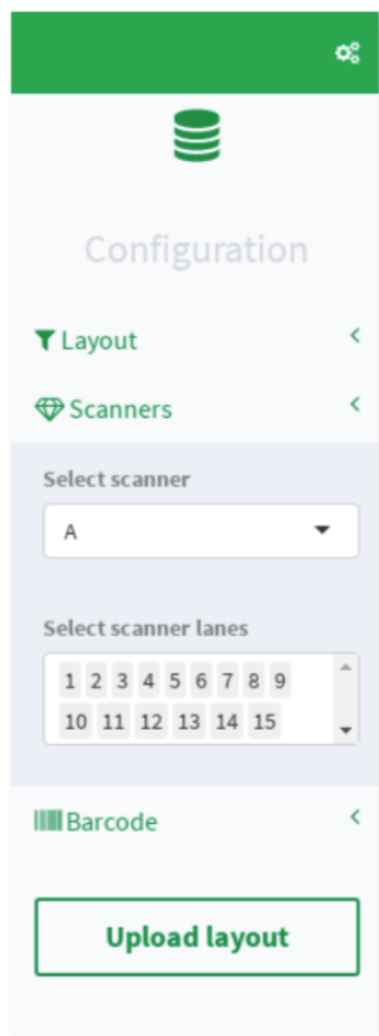 Configuration
Layout
Scanners
Select scanner
A
Select scanner lanes
1 2 3 4 5 6 7 8 9
10 11 12 13 14 15
Barcode
Upload layout